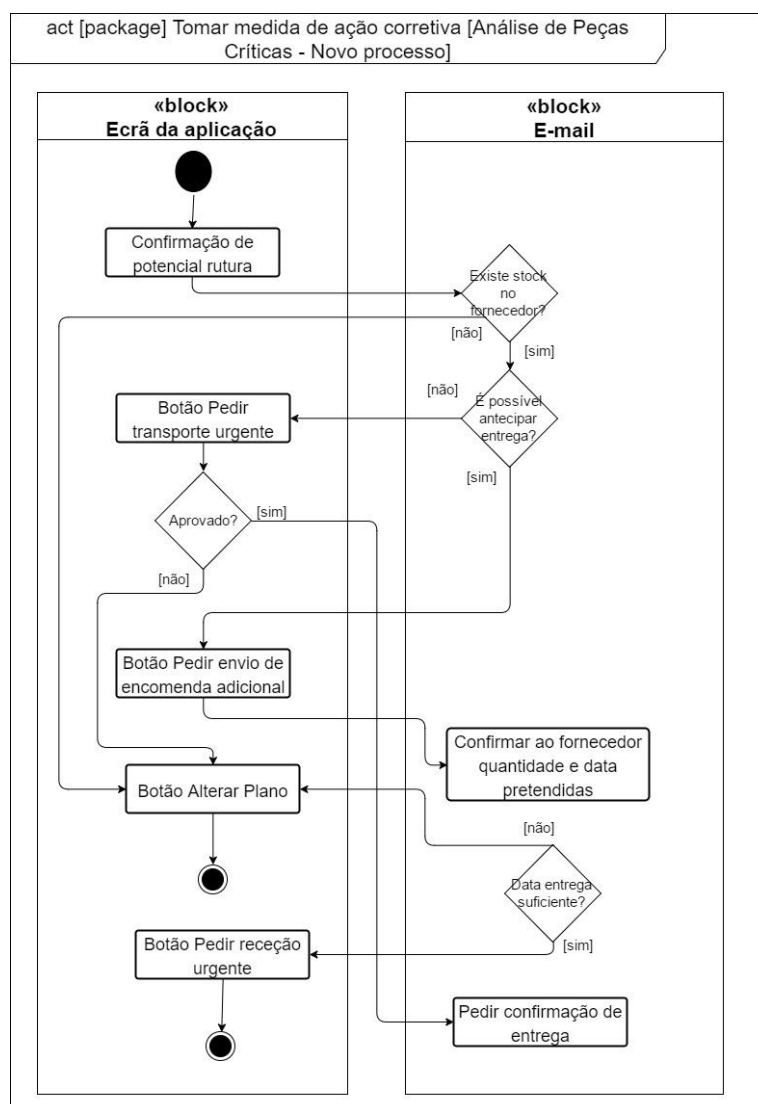 act [package] Tomar medida de ação corretiva [Análise de Peças
Críticas - Novo processo]
«block»
Ecrã da aplicação
«block»
E-mail
Confirmação de
potencial rutura
Existe stock
no
fornecedor?
[não]
[sim]
[não]
É possível
antecipar
entrega?
[sim]
Botão Pedir
transporte urgente
Aprovado?
[sim]
[não]
Botão Pedir envio de
encomenda adicional
Confirmar ao fornecedor
quantidade e data
pretendidas
Botão Alterar Plano
[não]
Data entrega
suficiente?
[sim]
Botão Pedir receção
urgente
Pedir confirmação de
entrega